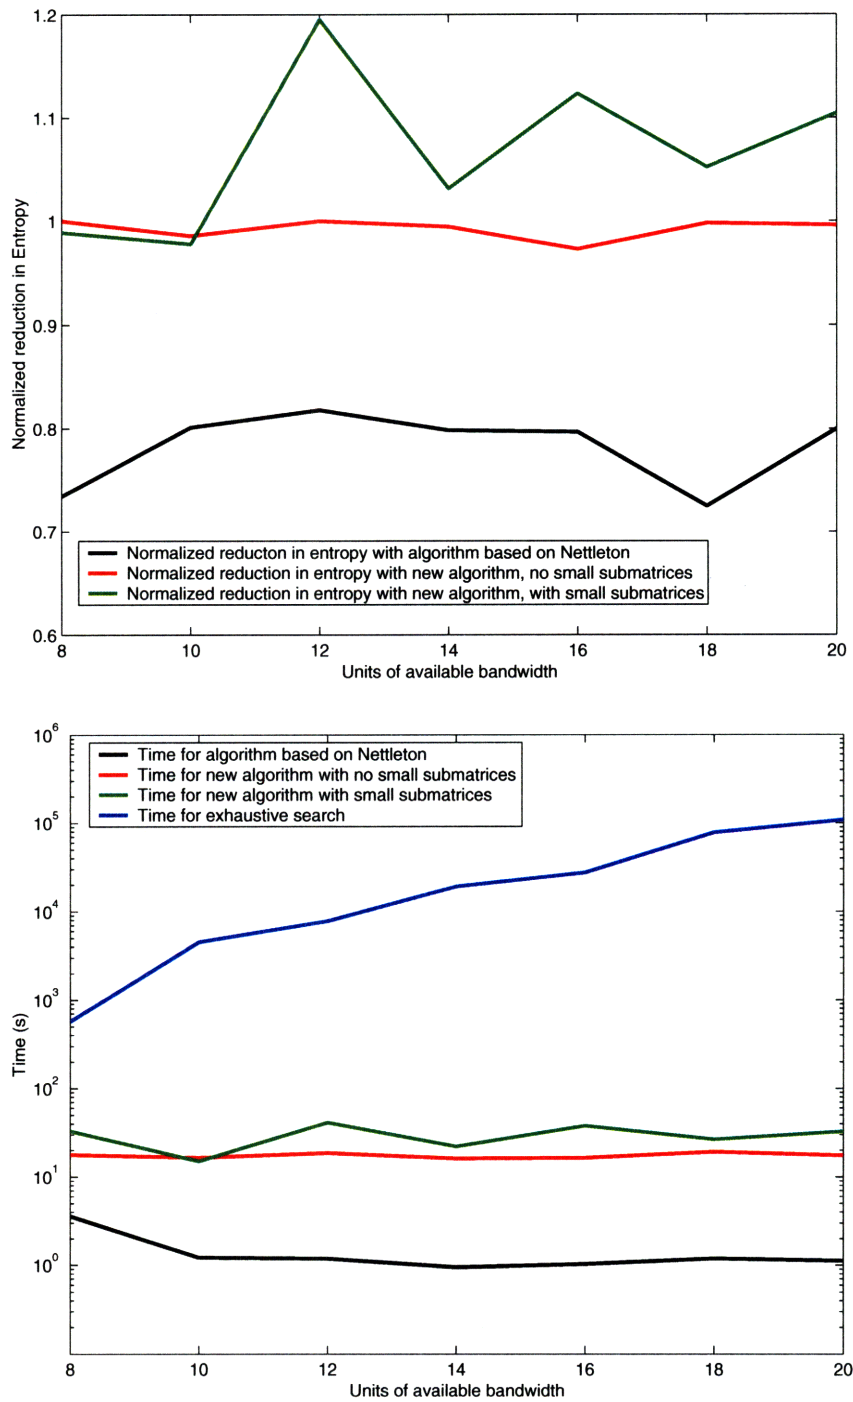 1.2
1.1
1
0.9
0.8
0.7
0.6
Normalized reduction in Entropy
Normalized reducton in entropy with algorithm based on Nettleton
Normalized reduction in entropy with new algorithm, no small submatrices
Normalized reduction in entropy with new algorithm, with small submatrices
8 10 12 14 16 18 20
Units of available bandwidth
10^6
10^5
10^4
10^3
10^2
10^1
10^0
Time (s)
Time for algorithm based on Nettleton
Time for new algorithm with no small submatrices
Time for new algorithm with small submatrices
Time for exhaustive search
8 10 12 14 16 18 20
Units of available bandwidth